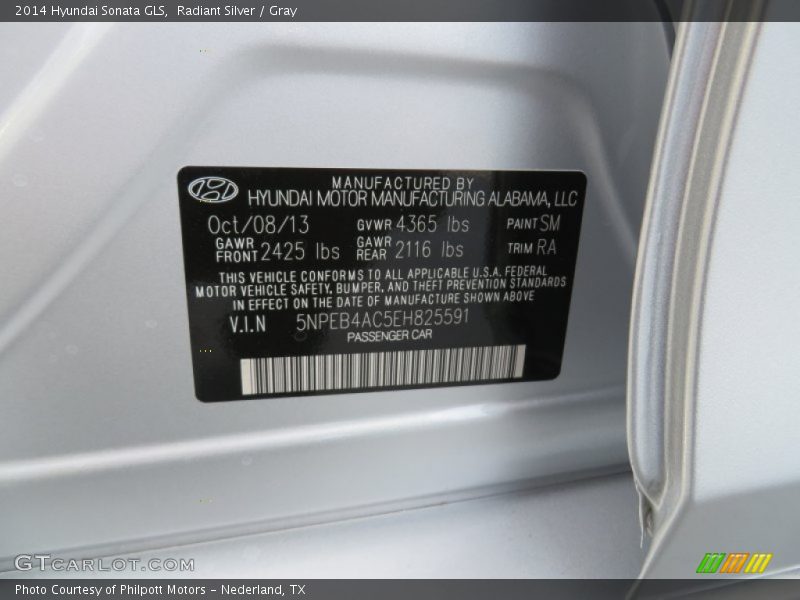 2014 Hyundai Sonata GLS, Radiant Silver / Gray
MANUFACTURED BY
HYUNDAI MOTOR MANUFACTURING ALABAMA, LLC
Oct/08/13 GVWR 4365 lbs PAINT SM
GAWR FRONT 2425 lbs GAWR REAR 2116 lbs TRIM RA
THIS VEHICLE CONFORMS TO ALL APPLICABLE U.S.A. FEDERAL
MOTOR VEHICLE SAFETY, BUMPER, AND THEFT PREVENTION STANDARDS
IN EFFECT ON THE DATE OF MANUFACTURE SHOWN ABOVE
V.I.N 5NPEB4AC5EH825591
PASSENGER CAR
GTCARLOT.COM
Photo Courtesy of Philpott Motors - Nederland, TX